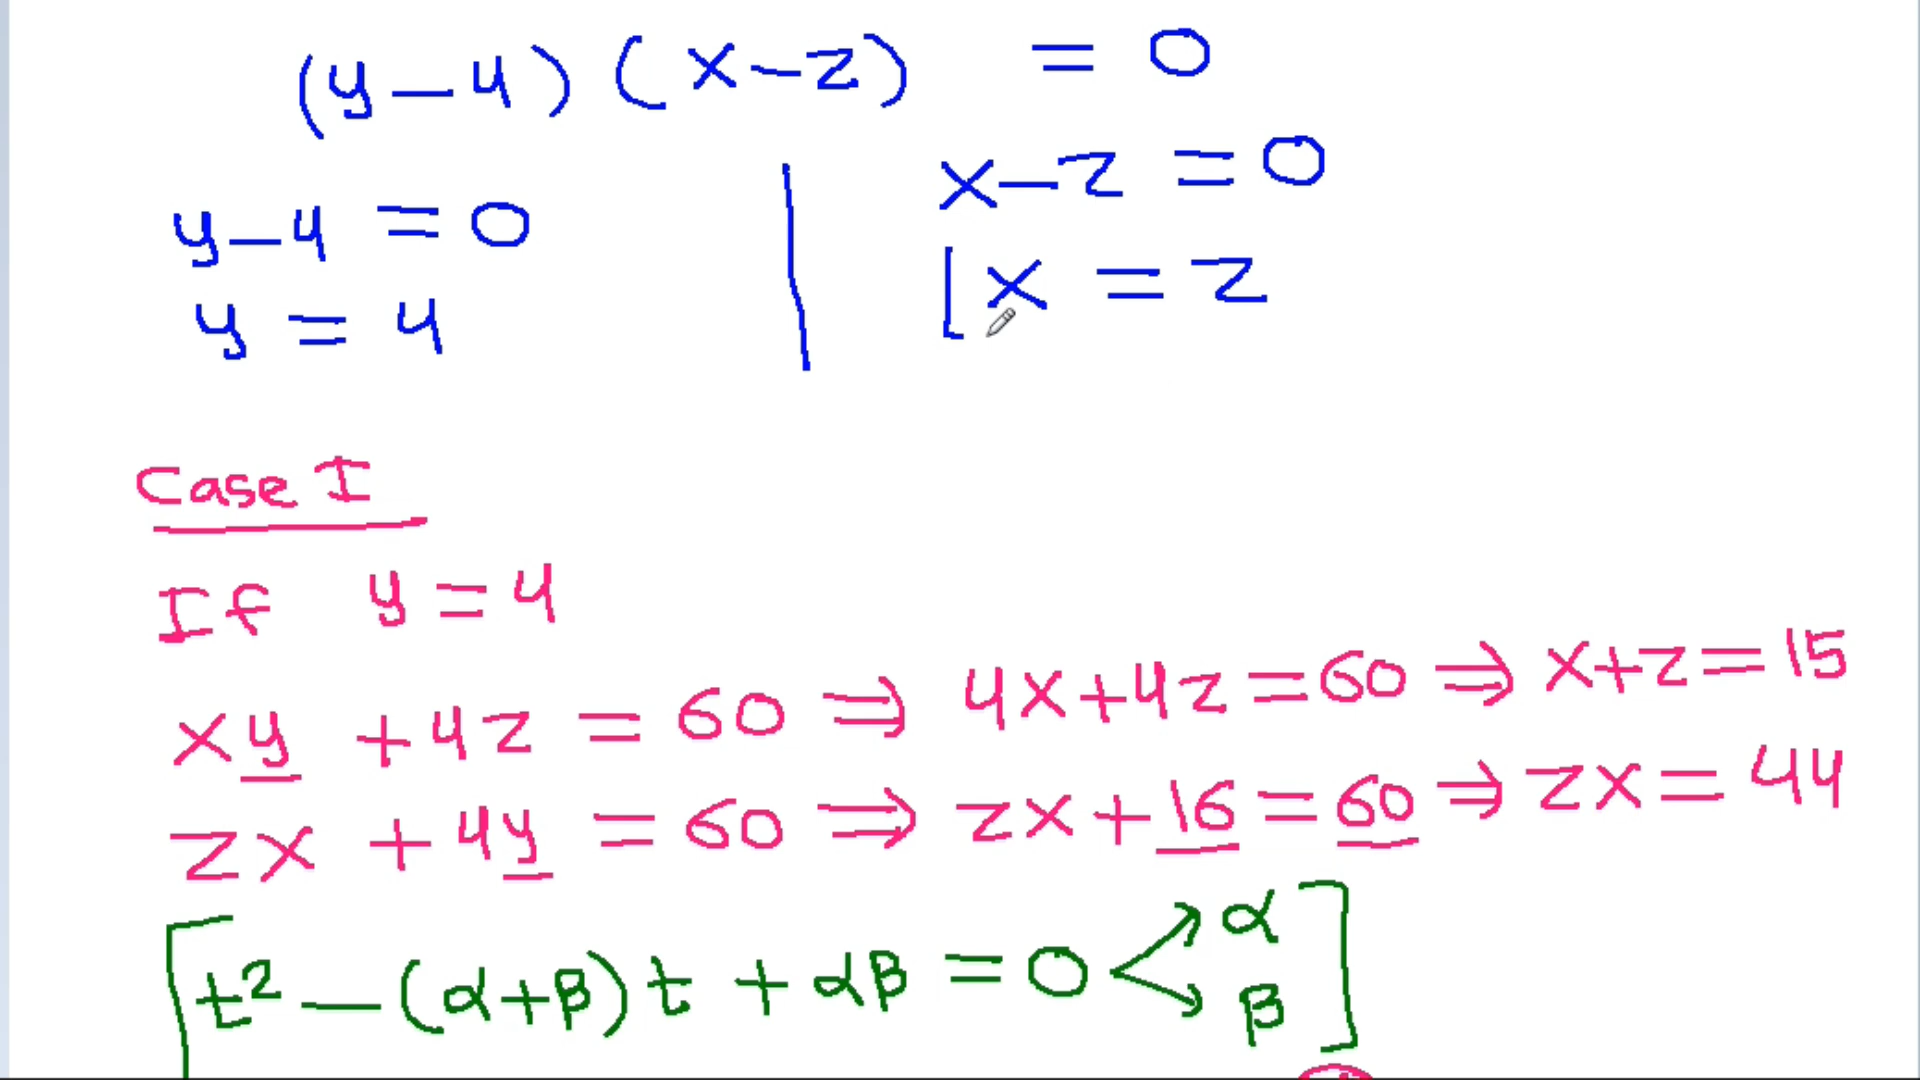 (y-4)(x-z) = 0
y-4 = 0
y = 4
x-z = 0
x = z
Case I
If y = 4
xy + 4z = 60 ⇒ 4x+4z = 60 ⇒ x+z = 15
zx + 4y = 60 ⇒ zx+16 = 60 ⇒ zx = 44
t² - (α+β)t + αβ = 0 < α β